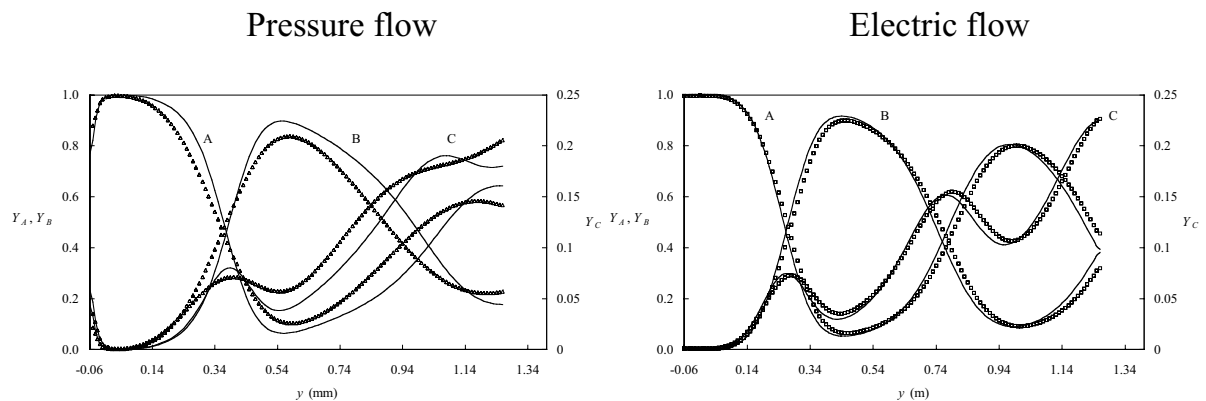 Pressure flow
Electric flow
1.0
0.8
0.6
0.4
0.2
0.0
Y_A, Y_B
A
B
C
0.25
0.2
0.15
0.1
0.05
0
Y_C
-0.06
0.14
0.34
0.54
0.74
0.94
1.14
1.34
y (mm)
1.0
0.8
0.6
0.4
0.2
0.0
Y_A, Y_B
A
B
C
0.25
0.2
0.15
0.1
0.05
0
Y_C
-0.06
0.14
0.34
0.54
0.74
0.94
1.14
1.34
y (m)